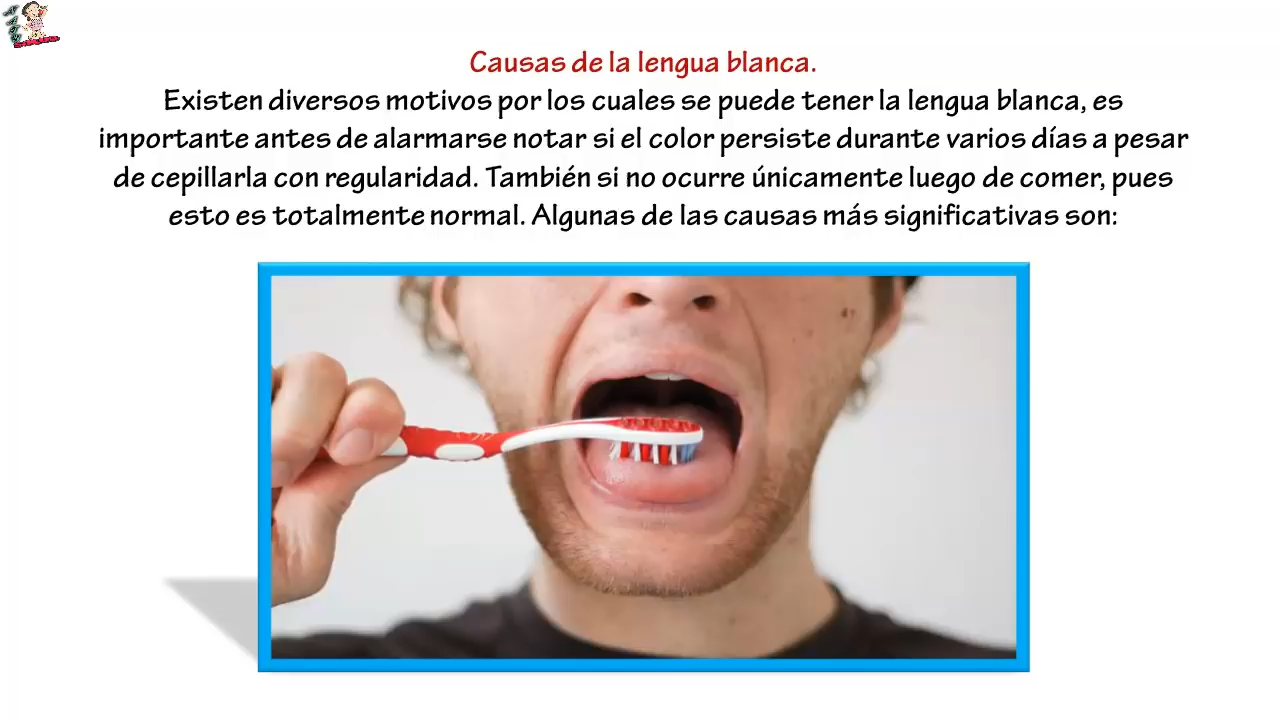 Causas de la lengua blanca.
Existen diversos motivos por los cuales se puede tener la lengua blanca, es
importante antes de alarmarse notar si el color persiste durante varios días a pesar
de cepillarla con regularidad. También si no ocurre únicamente luego de comer, pues
esto es totalmente normal. Algunas de las causas más significativas son: